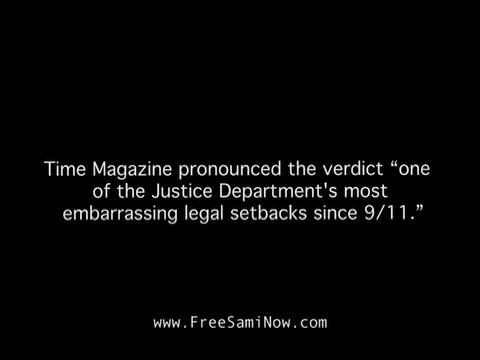 Time Magazine pronounced the verdict “one
of the Justice Department's most
embarrassing legal setbacks since 9/11.”
www.FreeSamiNow.com